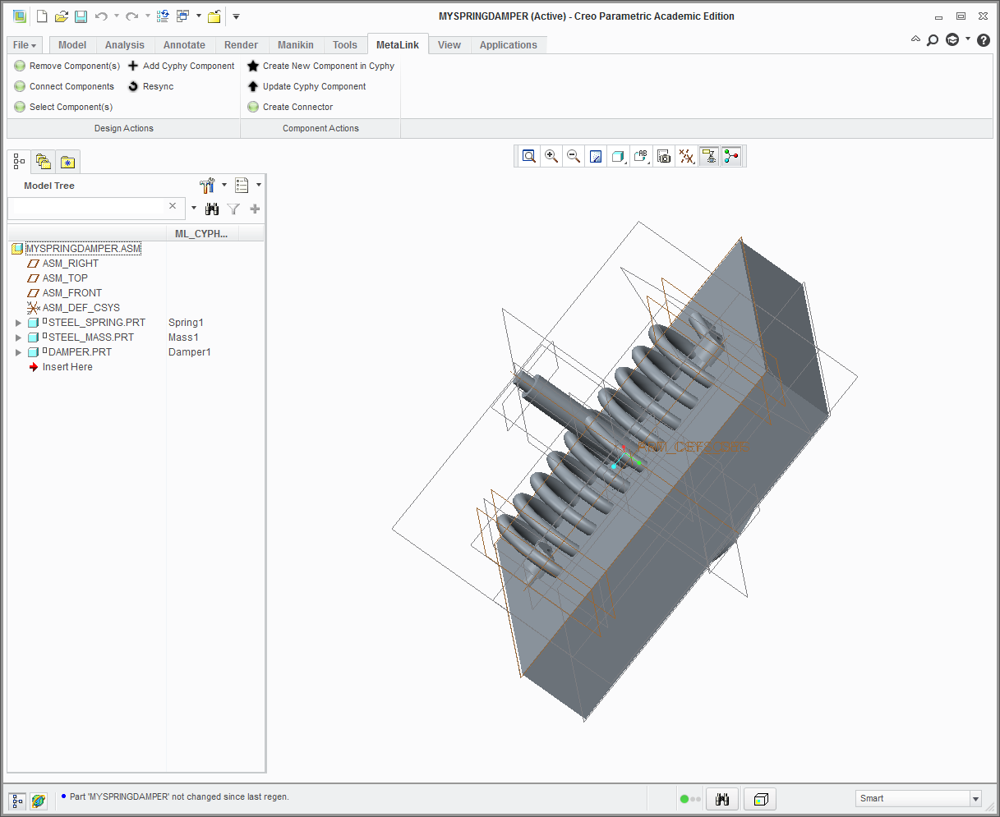 MYSPRINGDAMPER (Active) - Creo Parametric Academic Edition
File Model Analysis Annotate Render Manikin Tools MetaLink View Applications
Remove Component(s) Add Cyphy Component Create New Component in Cyphy
Connect Components Resync Update Cyphy Component
Select Component(s) Create Connector
Design Actions Component Actions
AB
Model Tree
ML_CYPH...
MYSPRINGDAMPER.ASM
ASM_RIGHT
ASM_TOP
ASM_FRONT
ASM_DEF_CSYS
STEEL_SPRING.PRT Spring1
STEEL_MASS.PRT Mass1
DAMPER.PRT Damper1
Insert Here
Part 'MYSPRINGDAMPER' not changed since last regen.
Smart